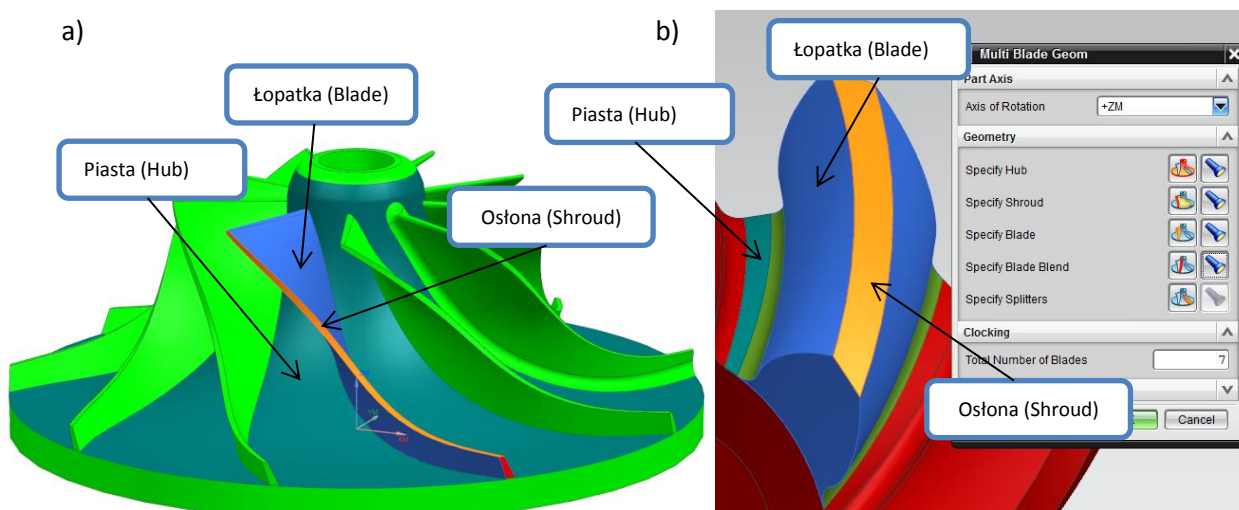 a)
Łopatka (Blade)
Piasta (Hub)
Osłona (Shroud)
b)
Łopatka (Blade)
Piasta (Hub)
Osłona (Shroud)
Multi Blade Geom
Part Axis
Axis of Rotation +ZM
Geometry
Specify Hub
Specify Shroud
Specify Blade
Specify Blade Blend
Specify Splitters
Clocking
Total Number of Blades 7
Cancel